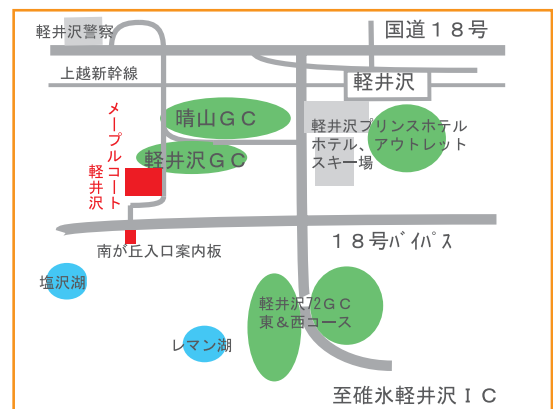 国道１８号
軽井沢警察
上越新幹線
軽井沢
メープルコート
軽井沢
晴山ＧＣ
軽井沢ＧＣ
軽井沢プリンスホテル
ホテル、アウトレット
スキー場
１８号ﾊﾞｲﾊﾟｽ
南が丘入口案内板
塩沢湖
軽井沢72ＧＣ
東＆西コース
レマン湖
至碓氷軽井沢ＩＣ